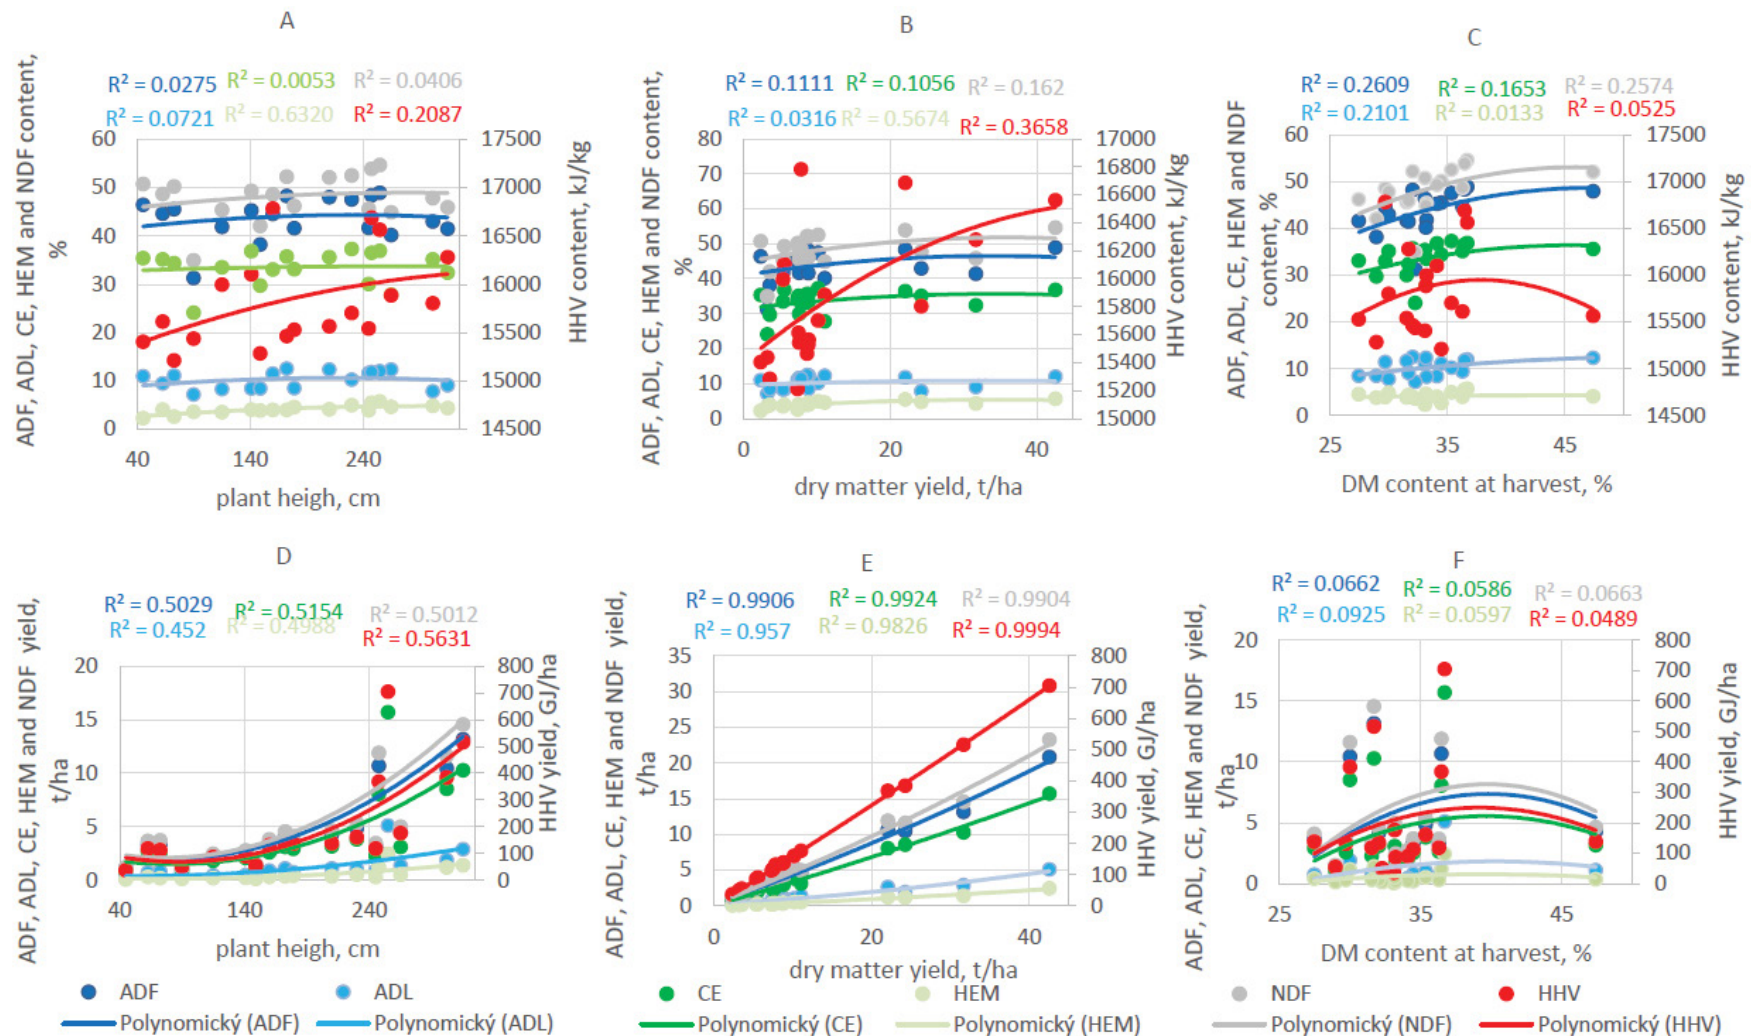 A
R² = 0.0275 R² = 0.0053 R² = 0.0406
R² = 0.0721 R² = 0.6320 R² = 0.2087
ADF, ADL, CE, HEM and NDF content,
%
60
50
40
30
20
10
0
17500
17000
16500
16000
15500
15000
14500
HHV content, kJ/kg
40 140 240
plant heigh, cm
B
R² = 0.1111 R² = 0.1056 R² = 0.162
R² = 0.0316 R² = 0.5674 R² = 0.3658
ADF, ADL, CE, HEM and NDF content,
%
80
70
60
50
40
30
20
10
0
17000
16800
16600
16400
16200
16000
15800
15600
15400
15200
15000
HHV content, kJ/kg
0 20 40
dry matter yield, t/ha
C
R² = 0.2609 R² = 0.1653 R² = 0.2574
R² = 0.2101 R² = 0.0133 R² = 0.0525
ADF, ADL, CE, HEM and NDF
content, %
60
50
40
30
20
10
0
17500
17000
16500
16000
15500
15000
14500
HHV content, kJ/kg
25 35 45
DM content at harvest, %
D
R² = 0.5029 R² = 0.5154 R² = 0.5012
R² = 0.452 R² = 0.4988 R² = 0.5631
ADF, ADL, CE, HEM and NDF yield,
t/ha
20
15
10
5
0
800
700
600
500
400
300
200
100
0
HHV yield, GJ/ha
40 140 240
plant heigh, cm
E
R² = 0.9906 R² = 0.9924 R² = 0.9904
R² = 0.957 R² = 0.9826 R² = 0.9994
ADF, ADL, CE, HEM and NDF yield,
t/ha
35
30
25
20
15
10
5
0
800
700
600
500
400
300
200
100
0
HHV yield, GJ/ha
0 20 40
dry matter yield, t/ha
F
R² = 0.0662 R² = 0.0586 R² = 0.0663
R² = 0.0925 R² = 0.0597 R² = 0.0489
ADF, ADL, CE, HEM and NDF yield,
t/ha
20
15
10
5
0
800
700
600
500
400
300
200
100
0
HHV yield, GJ/ha
25 35 45
DM content at harvest, %
ADF ADL CE HEM NDF HHV
Polynomický (ADF) Polynomický (ADL) Polynomický (CE) Polynomický (HEM) Polynomický (NDF) Polynomický (HHV)